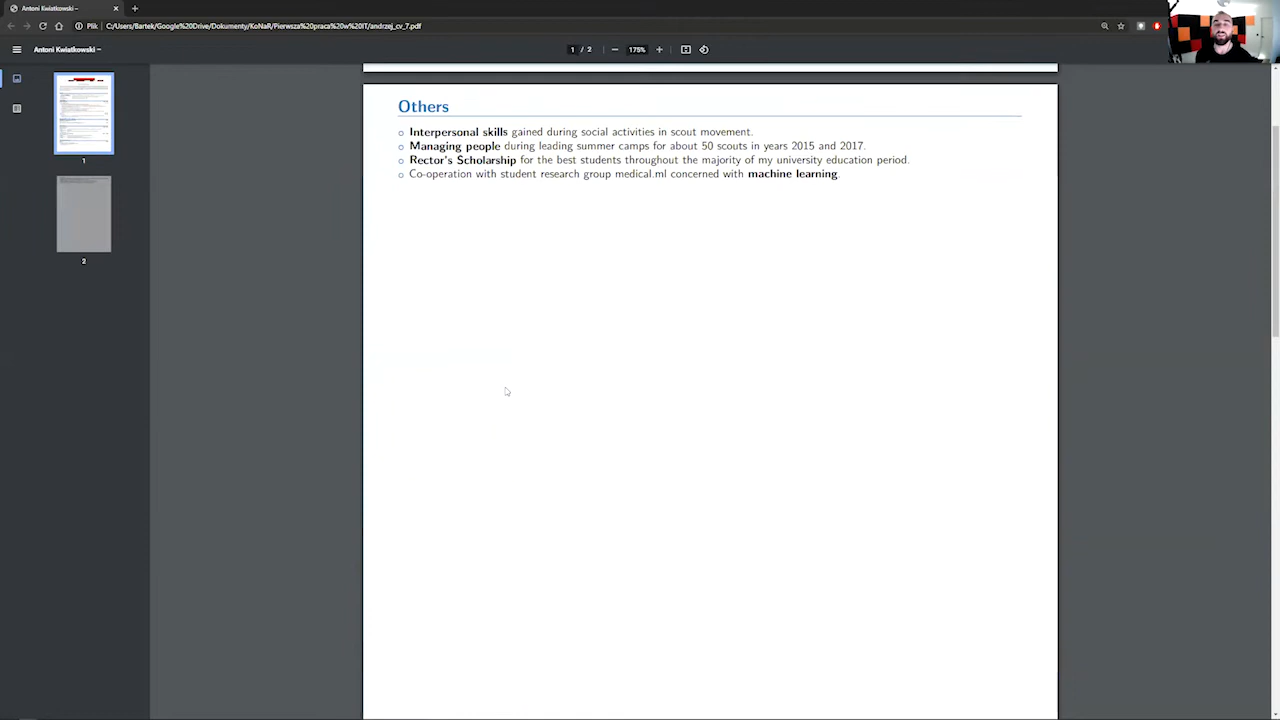 Antoni Kwiatkowski –
C:/Users/Bartek/Google%20Drive/Dokumenty/KoNaR/Pierwsza%20praca%20w%20IT/andrzej_cv_7.pdf
Plik
Antoni Kwiatkowski –
1 / 2
175%
Others
Interpersonal developed during social activities in scout movement.
Managing people during leading summer camps for about 50 scouts in years 2015 and 2017.
Rector's Scholarship for the best students throughout the majority of my university education period.
Co-operation with student research group medical.ml concerned with machine learning.
1
2